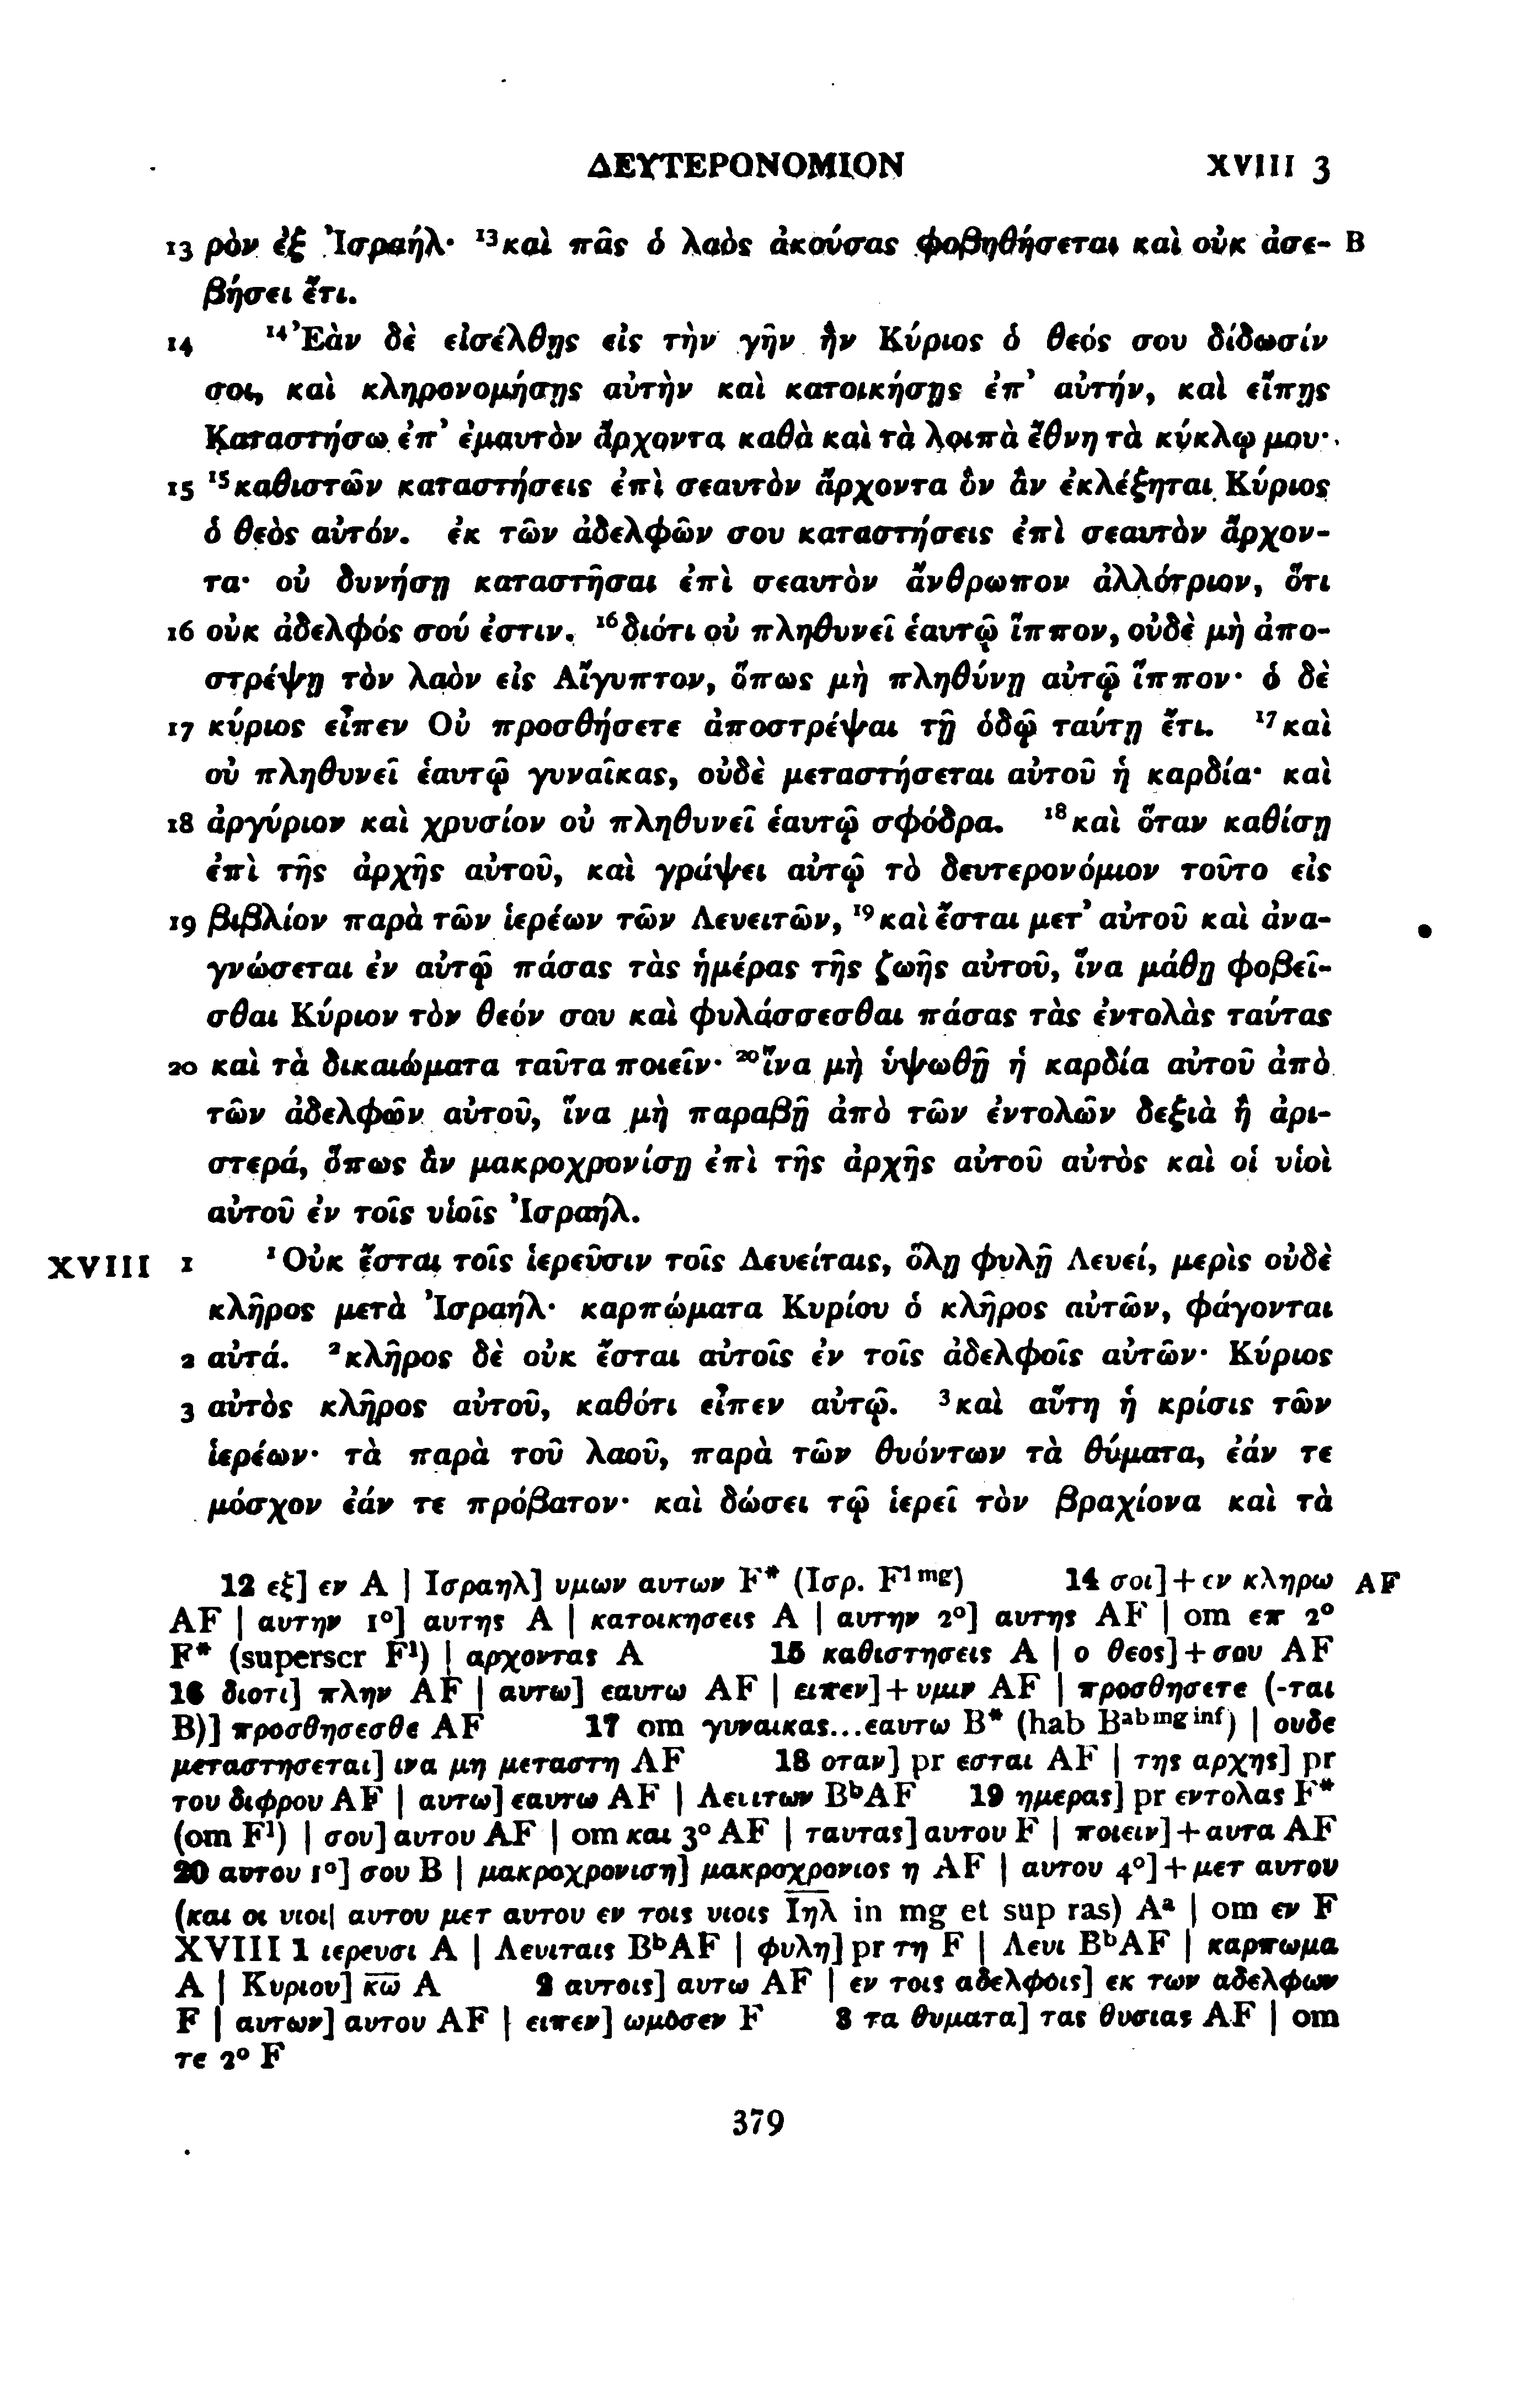 ΔΕΥΤΕΡΟΝΟΜΙΟΝ XVIII 3
13 ρὸν ἐξ Ἰσραήλ· ¹³καὶ πᾶς ὁ λαὸς ἀκούσας φοβηθήσεται καὶ οὐκ ἀσε- B
βήσει ἔτι.
14 ¹⁴Ἐὰν δὲ εἰσέλθῃς εἰς τὴν γῆν ἣν Κύριος ὁ θεός σου δίδωσίν
σοι, καὶ κληρονομήσῃς αὐτὴν καὶ κατοικήσῃς ἐπ’ αὐτήν, καὶ εἴπῃς
Καταστήσω ἐπ’ ἐμαυτὸν ἄρχοντα καθὰ καὶ τὰ λοιπὰ ἔθνη τὰ κύκλῳ μου·
15 ¹⁵καθιστῶν καταστήσεις ἐπὶ σεαυτὸν ἄρχοντα ὃν ἂν ἐκλέξηται Κύριος
ὁ θεὸς αὐτόν. ἐκ τῶν ἀδελφῶν σου καταστήσεις ἐπὶ σεαυτὸν ἄρχον-
τα· οὐ δυνήσῃ καταστῆσαι ἐπὶ σεαυτὸν ἄνθρωπον ἀλλότριον, ὅτι
16 οὐκ ἀδελφός σού ἐστιν. ¹⁶διότι οὐ πληθυνεῖ ἑαυτῷ ἵππον, οὐδὲ μὴ ἀπο-
στρέψῃ τὸν λαὸν εἰς Αἴγυπτον, ὅπως μὴ πληθύνῃ αὐτῷ ἵππον· ὁ δὲ
17 κύριος εἶπεν Οὐ προσθήσετε ἀποστρέψαι τῇ ὁδῷ ταύτῃ ἔτι. ¹⁷καὶ
οὐ πληθυνεῖ ἑαυτῷ γυναῖκας, οὐδὲ μεταστήσεται αὐτοῦ ἡ καρδία· καὶ
18 ἀργύριον καὶ χρυσίον οὐ πληθυνεῖ ἑαυτῷ σφόδρα. ¹⁸καὶ ὅταν καθίσῃ
ἐπὶ τῆς ἀρχῆς αὐτοῦ, καὶ γράψει αὐτῷ τὸ δευτερονόμιον τοῦτο εἰς
19 βιβλίον παρὰ τῶν ἱερέων τῶν Λευειτῶν, ¹⁹καὶ ἔσται μετ’ αὐτοῦ καὶ ἀνα-
γνώσεται ἐν αὐτῷ πάσας τὰς ἡμέρας τῆς ζωῆς αὐτοῦ, ἵνα μάθῃ φοβεῖ-
σθαι Κύριον τὸν θεόν σου καὶ φυλάσσεσθαι πάσας τὰς ἐντολὰς ταύτας
20 καὶ τὰ δικαιώματα ταῦτα ποιεῖν· ²⁰ἵνα μὴ ὑψωθῇ ἡ καρδία αὐτοῦ ἀπὸ
τῶν ἀδελφῶν αὐτοῦ, ἵνα μὴ παραβῇ ἀπὸ τῶν ἐντολῶν δεξιὰ ἢ ἀρι-
στερά, ὅπως ἂν μακροχρονίσῃ ἐπὶ τῆς ἀρχῆς αὐτοῦ αὐτὸς καὶ οἱ υἱοὶ
αὐτοῦ ἐν τοῖς υἱοῖς Ἰσραήλ.
XVIII 1 ¹Οὐκ ἔσται τοῖς ἱερεῦσιν τοῖς Λευείταις, ὅλῃ φυλῇ Λευεί, μερὶς οὐδὲ
κλῆρος μετὰ Ἰσραήλ· καρπώματα Κυρίου ὁ κλῆρος αὐτῶν, φάγονται
2 αὐτά. ²κλῆρος δὲ οὐκ ἔσται αὐτοῖς ἐν τοῖς ἀδελφοῖς αὐτῶν· Κύριος
3 αὐτὸς κλῆρος αὐτοῦ, καθότι εἶπεν αὐτῷ. ³καὶ αὕτη ἡ κρίσις τῶν
ἱερέων· τὰ παρὰ τοῦ λαοῦ, παρὰ τῶν θυόντων τὰ θύματα, ἐάν τε
μόσχον ἐάν τε πρόβατον· καὶ δώσει τῷ ἱερεῖ τὸν βραχίονα καὶ τὰ
12 εξ] εν A | Ισραηλ] υμων αυτων F* (Ισρ. F¹ᵐᵍ) 14 σοι]+εν κληρω AF
AF | αυτην 1º] αυτης A | κατοικησεις A | αυτην 2º] αυτης AF | om επ 2º
F* (superscr F¹) | αρχοντας A 15 καθιστησεις A | ο θεος]+σου AF
16 διοτι] πλην AF | αυτω] εαυτω AF | ειπεν]+υμιν AF | προσθησετε (-ται
B)] προσθησεσθε AF 17 om γυναικας...εαυτω B* (hab Bᵃᵇᵐᵍ ⁱⁿᶠ) | ουδε
μεταστησεται] ινα μη μεταστη AF 18 οταν] pr εσται AF | της αρχης] pr
του διφρου AF | αυτω] εαυτω AF | Λευιτων BᵇAF 19 ημερας] pr εντολας F*
(om F¹) | σου] αυτου AF | om και 3º AF | ταυτας] αυτου F | ποιειν]+αυτα AF
20 αυτου 1º] σου B | μακροχρονιση] μακροχρονιος η AF | αυτου 4º]+μετ αυτου
(και οι υιοι| αυτου μετ αυτου εν τοις υιοις Ιη̅λ̅ in mg et sup ras) Aᵃ | om εν F
XVIII 1 ιερευσι A | Λευιταις BᵇAF | φυλη] pr τη F | Λευι BᵇAF | καρπωμα
A | Κυριου] κ̅ω̅ A 2 αυτοις] αυτω AF | εν τοις αδελφοις] εκ των αδελφων
F | αυτων] αυτου AF | ειπεν] ωμοσεν F 3 τα θυματα] τας θυσιας AF | om
τε 2º F
379